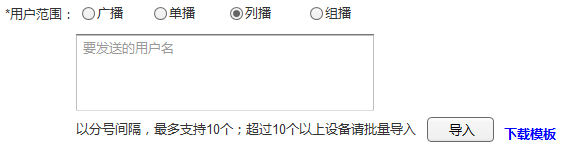 *用户范围： 广播 单播 列播 组播
要发送的用户名
以分号间隔，最多支持10个；超过10个以上设备请批量导入 导入 下载模板